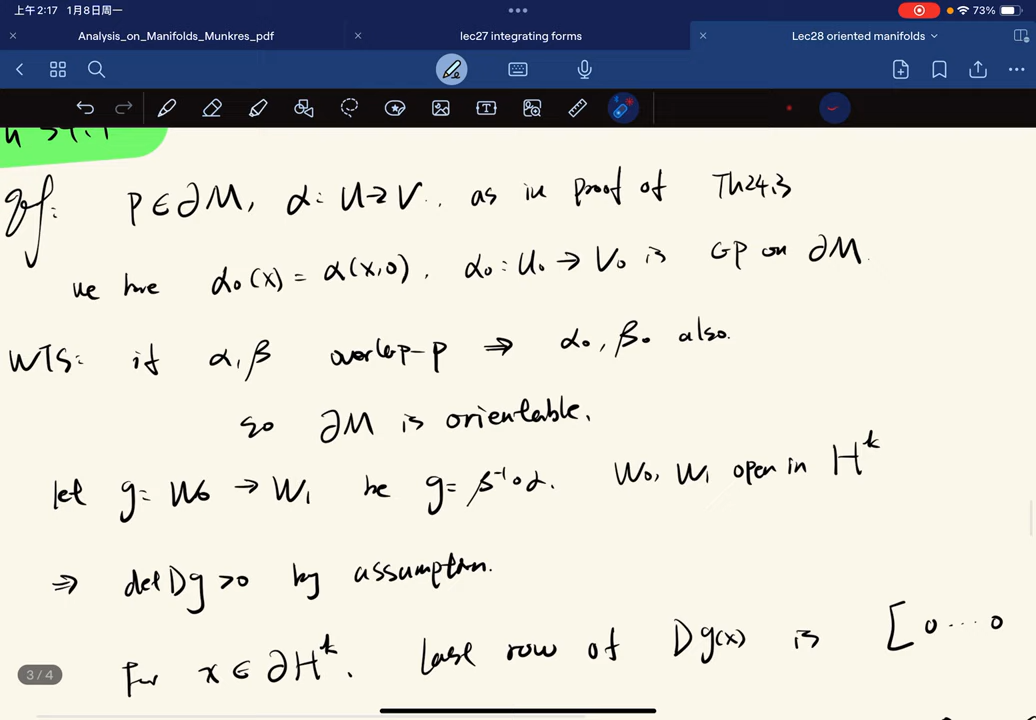 上午 2:17 1月8日周一
73%
Analysis_on_Manifolds_Munkres_pdf
lec27 integrating forms
Lec28 oriented manifolds
pf: p ∈ ∂M, α: U → V.. as in proof of Th24.3
we have α₀(x) = α(x,0). α₀: U₀ → V₀ is CP on ∂M.
WTS: if α, β overlap-p ⇒ α₀, β₀ also.
so ∂M is orientable.
let g: W₀ → W₁ be g = β⁻¹∘α. W₀, W₁ open in Hᵏ
⇒ det Dg >0 by assumption.
For x ∈ ∂Hᵏ. Last row of Dg(x) is [0 ... 0
3 / 4